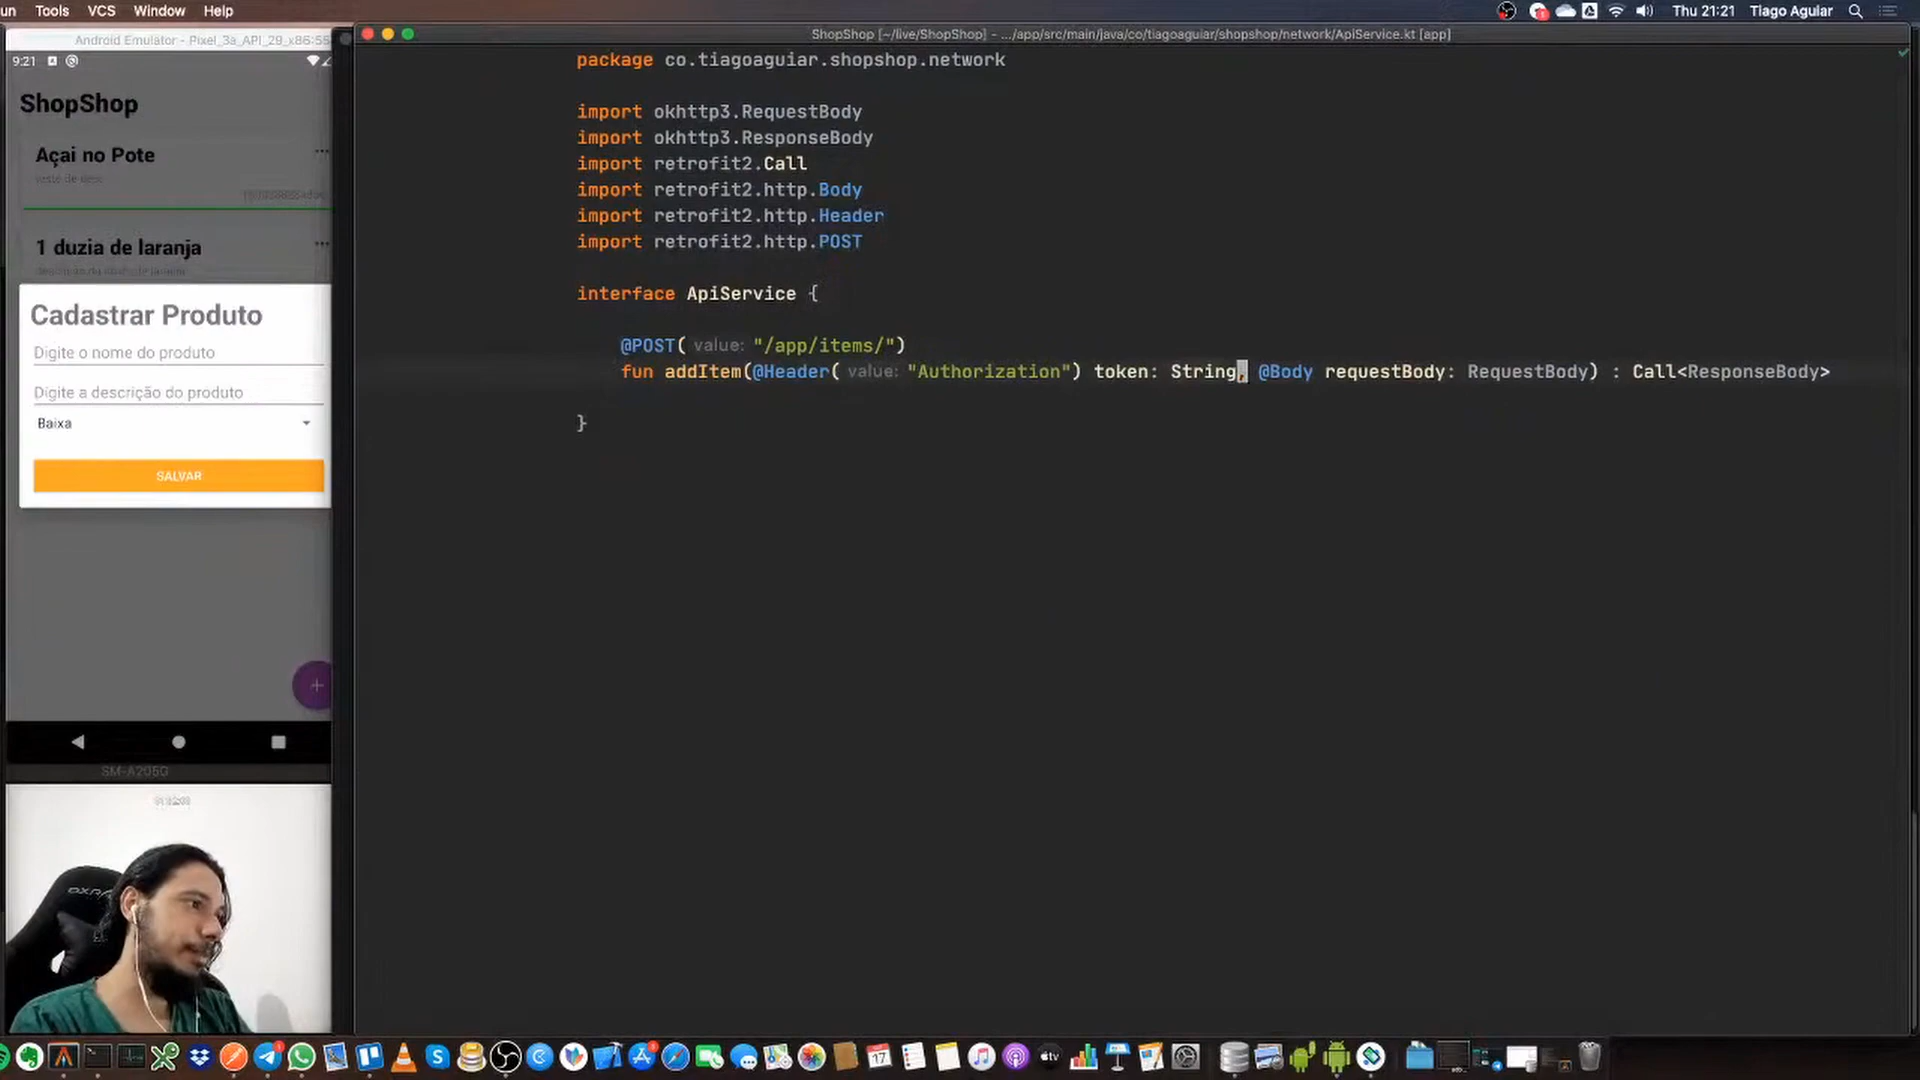 un Tools VCS Window Help
Thu 21:21 Tiago Aguiar
Android Emulator - Pixel_3a_API_29_x86:55
9:21
ShopShop
Açai no Pote
1 duzia de laranja
Cadastrar Produto
Digite o nome do produto
Digite a descrição do produto
Baixa
SALVAR
+
SM-A205G
ShopShop [~/live/ShopShop] - .../app/src/main/java/co/tiagoaguiar/shopshop/network/ApiService.kt [app]
package co.tiagoaguiar.shopshop.network
import okhttp3.RequestBody
import okhttp3.ResponseBody
import retrofit2.Call
import retrofit2.http.Body
import retrofit2.http.Header
import retrofit2.http.POST
interface ApiService {
@POST( value: "/app/items/")
fun addItem(@Header( value: "Authorization") token: String, @Body requestBody: RequestBody) : Call<ResponseBody>
}
17